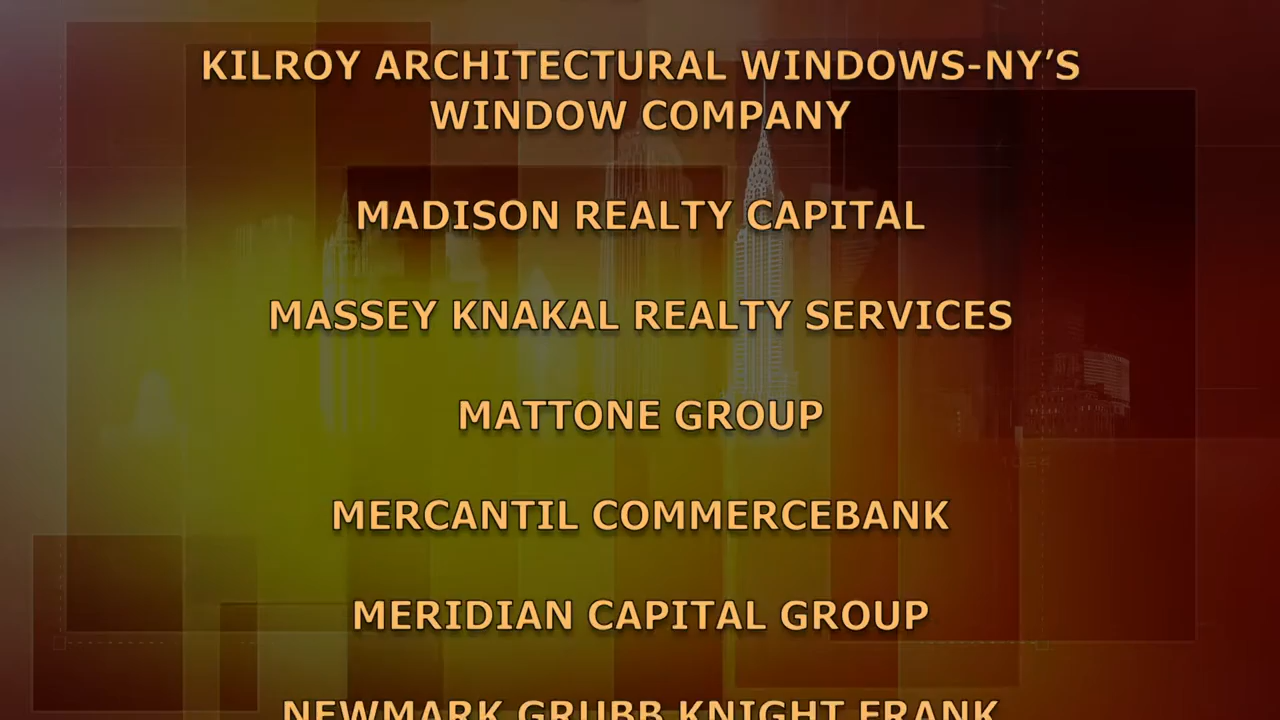 KILROY ARCHITECTURAL WINDOWS-NY’S
WINDOW COMPANY
MADISON REALTY CAPITAL
MASSEY KNAKAL REALTY SERVICES
MATTONE GROUP
MERCANTIL COMMERCEBANK
MERIDIAN CAPITAL GROUP
NEWMARK GRUBB KNIGHT FRANK